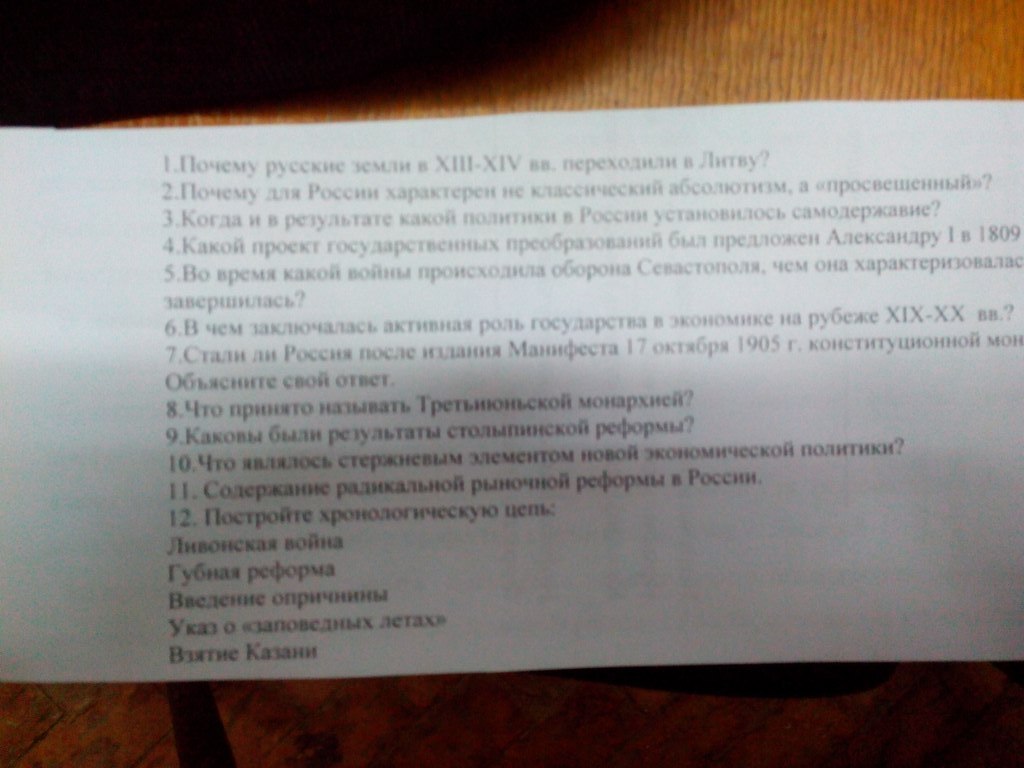 1.Почему русские земли в XIII-XIV вв. переходили в Литву?
2.Почему для России характерен не классический абсолютизм, а «просвещенный»?
3.Когда и в результате какой политики в России установилось самодержавие?
4.Какой проект государственных преобразований был предложен Александру I в 1809
5.Во время какой войны происходила оборона Севастополя, чем она характеризовалас
завершилась?
6.В чем заключалась активная роль государства в экономике на рубеже XIX-XX вв.?
7.Стали ли Россия после издания Манифеста 17 октября 1905 г. конституционной мон
Объясните свой ответ.
8.Что принято называть Третьиюньской монархией?
9.Каковы были результаты столыпинской реформы?
10.Что являлось стержневым элементом новой экономической политики?
11. Содержание радикальной рыночной реформы в России.
12. Постройте хронологическую цепь:
Ливонская война
Губная реформа
Введение опричнины
Указ о «заповедных летах»
Взятие Казани